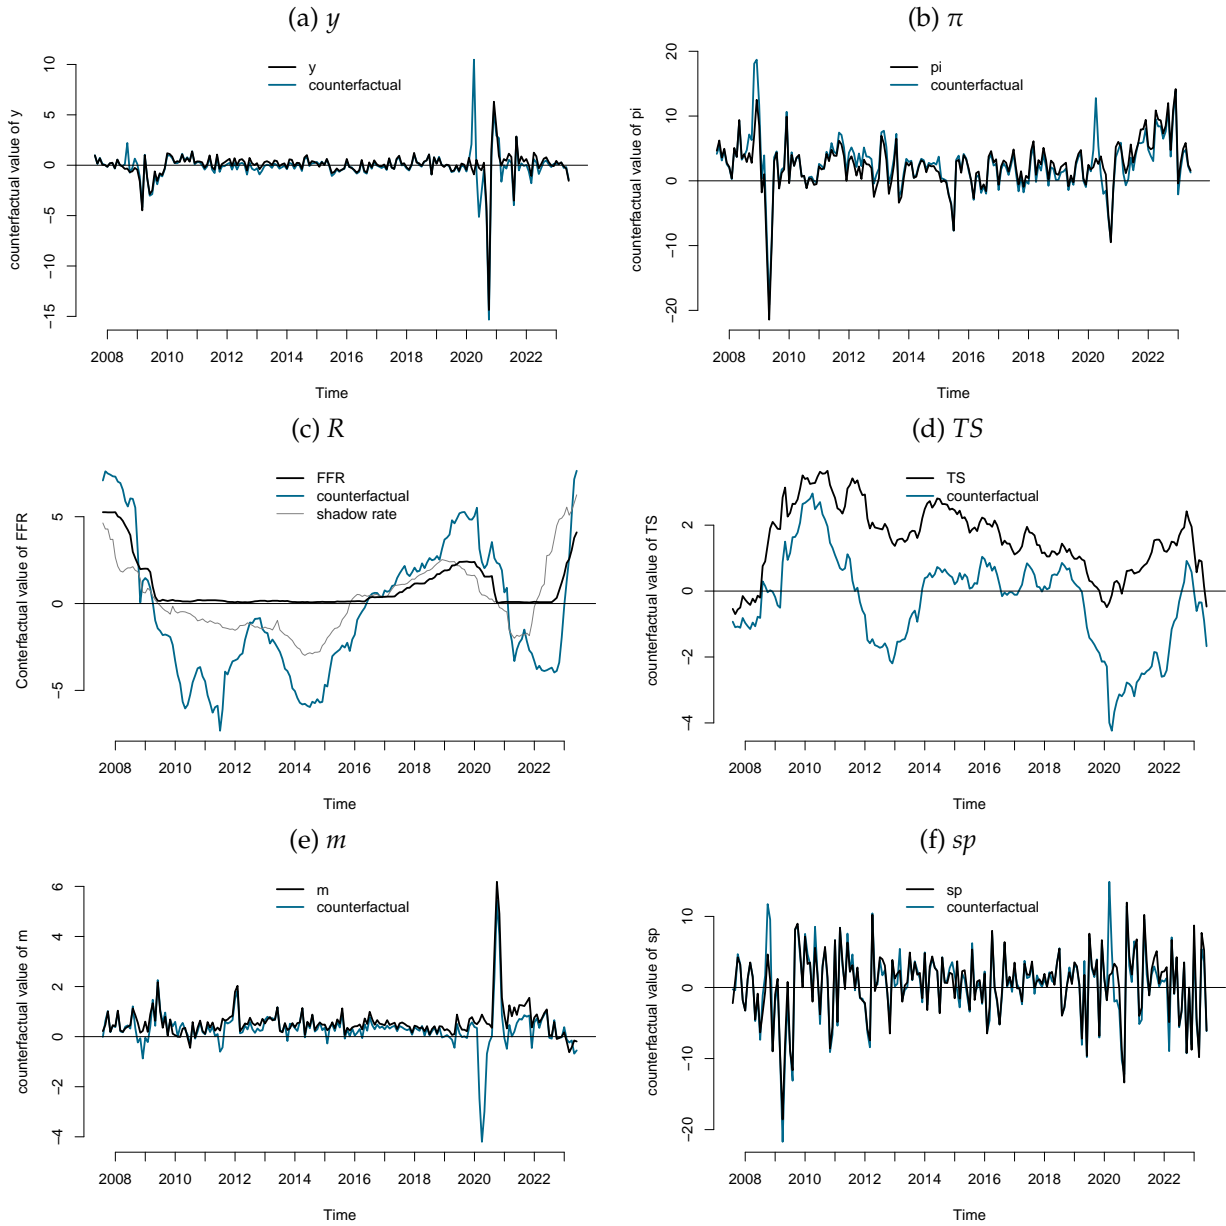 (a) y
y
counterfactual
counterfactual value of y
10
5
0
−5
−10
−15
2008 2010 2012 2014 2016 2018 2020 2022
Time
(b) π
pi
counterfactual
counterfactual value of pi
20
10
0
−10
−20
2008 2010 2012 2014 2016 2018 2020 2022
Time
(c) R
FFR
counterfactual
shadow rate
Conterfactual value of FFR
5
0
−5
2008 2010 2012 2014 2016 2018 2020 2022
Time
(d) TS
TS
counterfactual
counterfactual value of TS
2
0
−2
−4
2008 2010 2012 2014 2016 2018 2020 2022
Time
(e) m
m
counterfactual
counterfactual value of m
6
4
2
0
−2
−4
2008 2010 2012 2014 2016 2018 2020 2022
Time
(f) sp
sp
counterfactual
counterfactual value of sp
10
0
−10
−20
2008 2010 2012 2014 2016 2018 2020 2022
Time